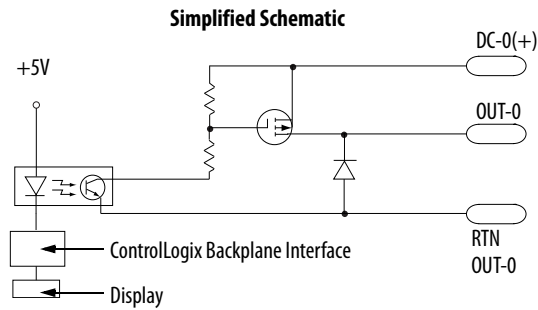 Simplified Schematic
+5V
DC-0(+)
OUT-0
RTN
OUT-0
ControlLogix Backplane Interface
Display